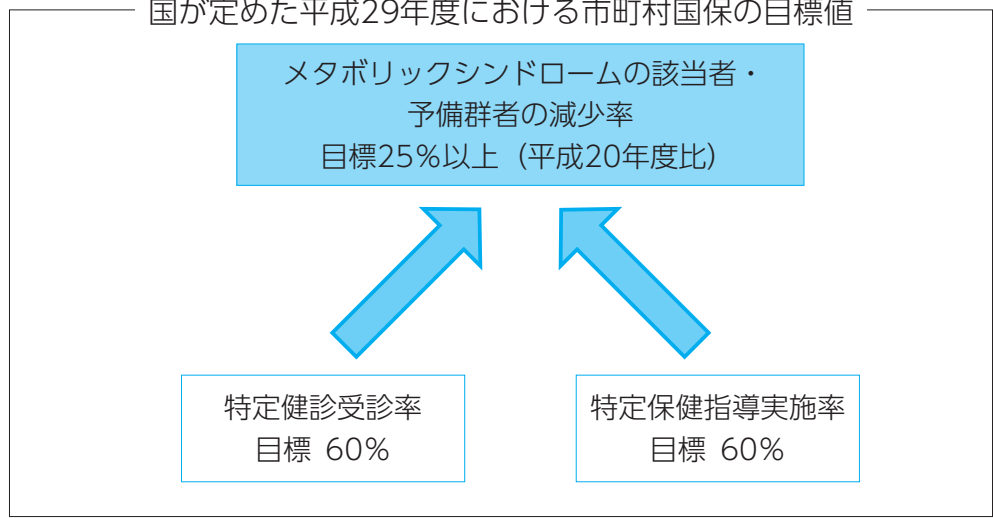 国が定めた平成29年度における市町村国保の目標値
メタボリックシンドロームの該当者・
予備群者の減少率
目標25%以上（平成20年度比）
特定健診受診率
目標 60%
特定保健指導実施率
目標 60%